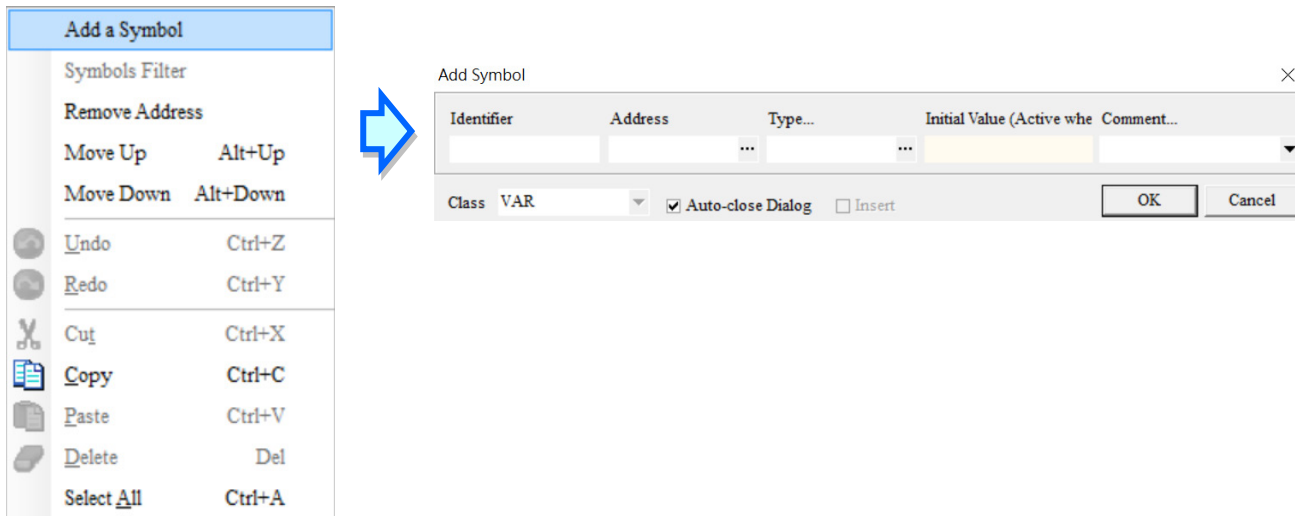 Add a Symbol
Symbols Filter
Remove Address
Move Up Alt+Up
Move Down Alt+Down
Undo Ctrl+Z
Redo Ctrl+Y
Cut Ctrl+X
Copy Ctrl+C
Paste Ctrl+V
Delete Del
Select All Ctrl+A
Add Symbol
Identifier Address Type... Initial Value (Active whe Comment...
Class VAR Auto-close Dialog Insert OK Cancel